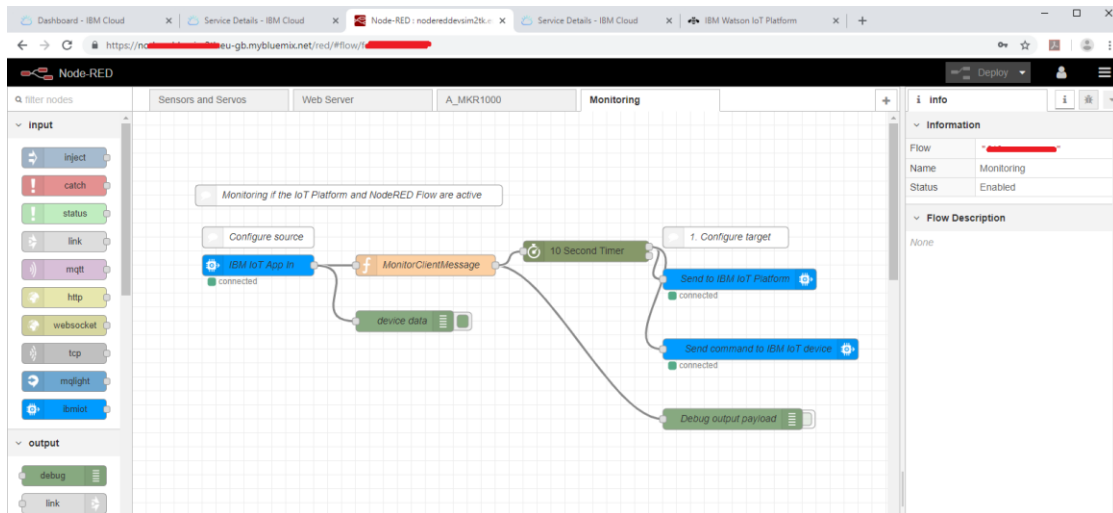 Dashboard - IBM Cloud
Service Details - IBM Cloud
Node-RED : nodereddevsim2tk.e
Service Details - IBM Cloud
IBM Watson IoT Platform
eu-gb.mybluemix.net/red/#flow/f
Node-RED
Deploy
filter nodes
Sensors and Servos
Web Server
A_MKR1000
Monitoring
info
i
input
Information
inject
Flow
catch
Name Monitoring
status
Status Enabled
link
Flow Description
mqtt
None
http
websocket
tcp
mqlight
ibmiot
output
debug
link
Monitoring if the IoT Platform and NodeRED Flow are active
Configure source
1. Configure target
IBM IoT App In
connected
MonitorClientMessage
10 Second Timer
Send to IBM IoT Platform
connected
device data
Send command to IBM IoT device
connected
Debug output payload